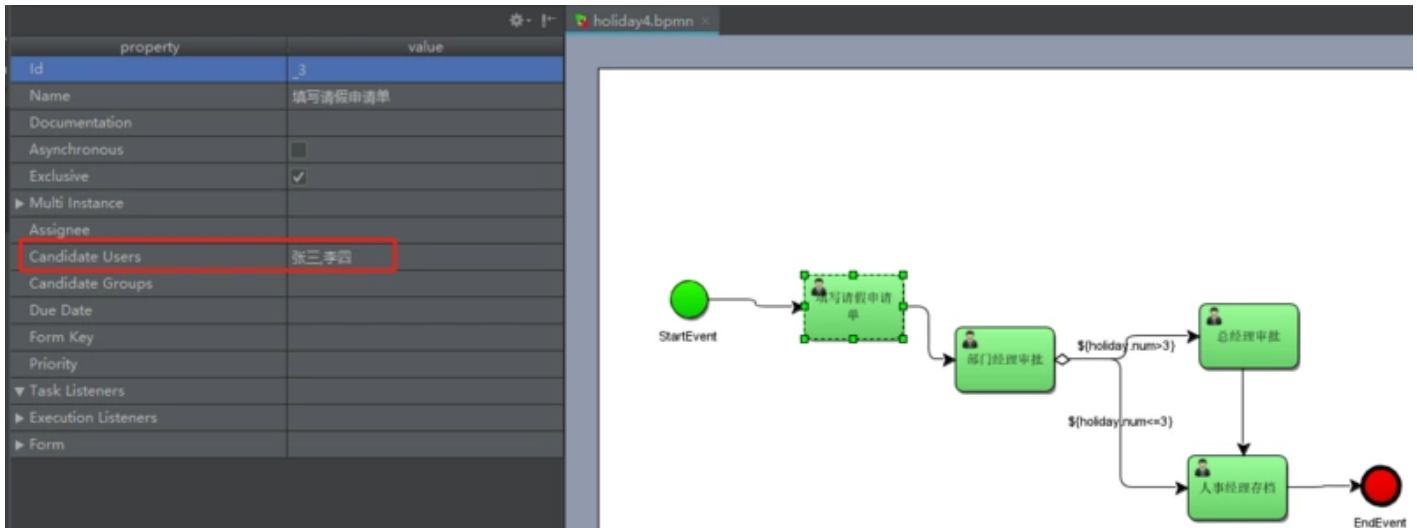 holiday4.bpmn
property value
Id _3
Name 填写请假申请单
Documentation
Asynchronous
Exclusive
Multi Instance
Assignee
Candidate Users 张三,李四
Candidate Groups
Due Date
Form Key
Priority
Task Listeners
Execution Listeners
Form
StartEvent
填写请假申请
单
部门经理审批
${holiday.num>3}
总经理审批
${holiday.num<=3}
人事经理存档
EndEvent